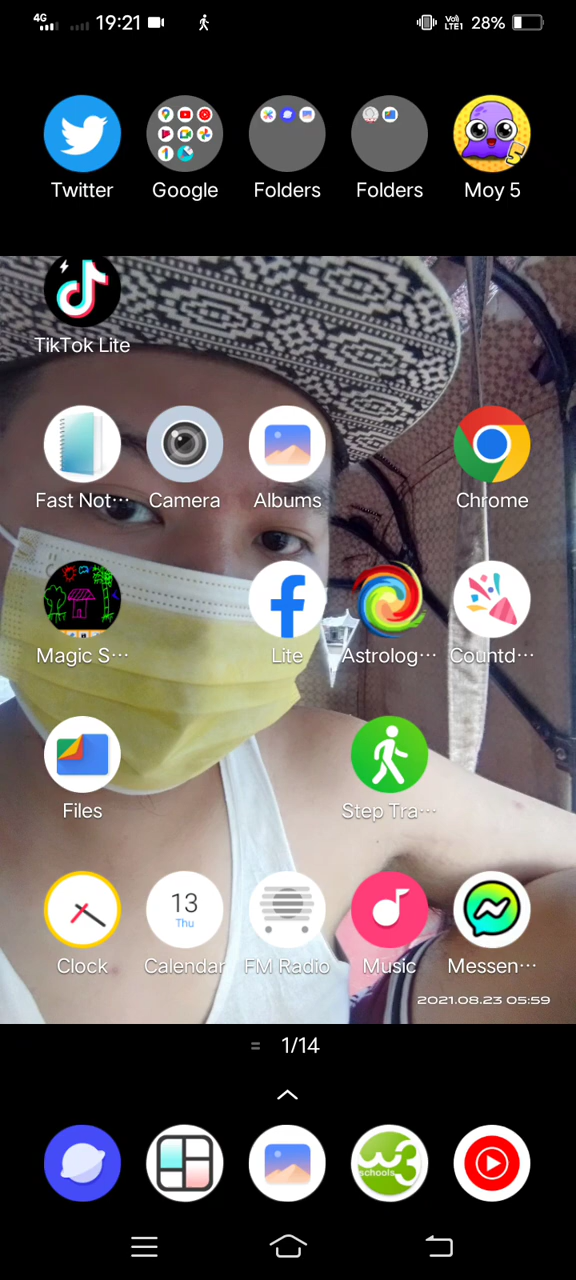 4G 19:21 VoLTE1 28%
Twitter Google Folders Folders Moy 5
TikTok Lite
Fast Not··· Camera Albums Chrome
Magic S··· Lite Astrolog··· Countd···
Files Step Tra···
13
Thu
Clock Calendar FM Radio Music Messen···
2021.08.23 05:59
1/14
w3
schools